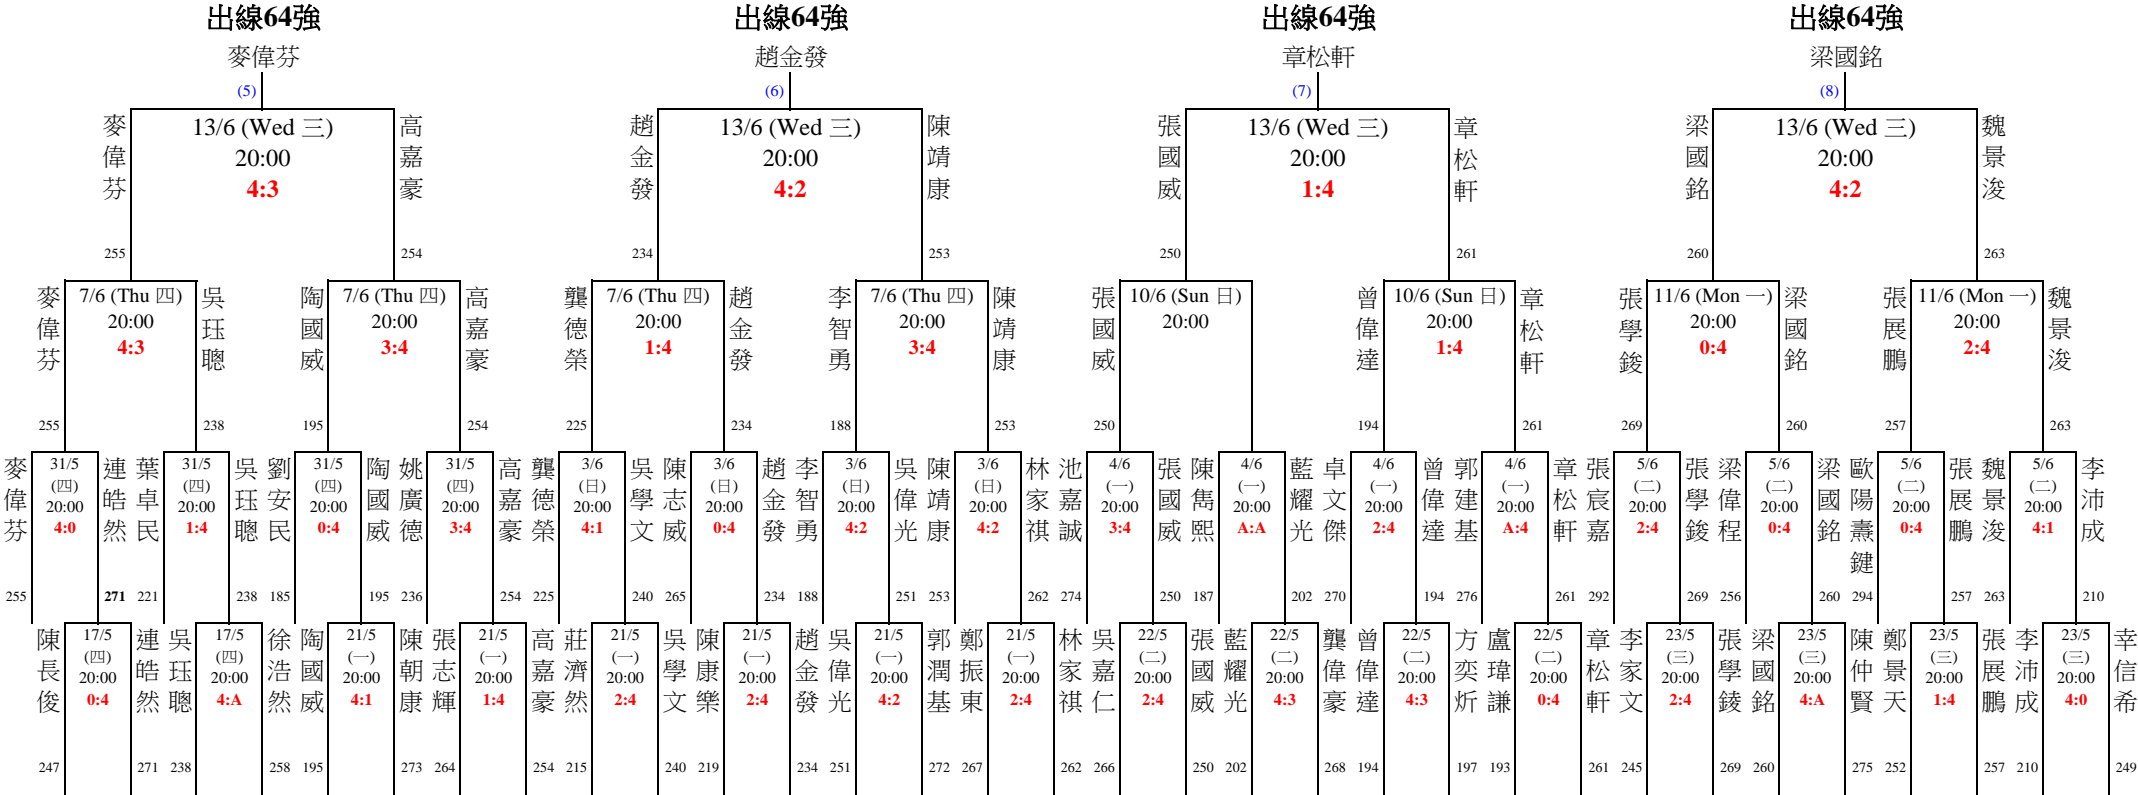 出線64強 出線64強 出線64強 出線64強
麥偉芬 趙金發 章松軒 梁國銘
(5) (6) (7) (8)
麥偉芬 13/6 (Wed 三) 20:00 4:3 高嘉豪 趙金發 13/6 (Wed 三) 20:00 4:2 陳靖康 張國威 13/6 (Wed 三) 20:00 1:4 章松軒 梁國銘 13/6 (Wed 三) 20:00 4:2 魏景浚
255 254 234 253 250 261 260 263
麥偉芬 7/6 (Thu 四) 20:00 4:3 吳珏聰 陶國威 7/6 (Thu 四) 20:00 3:4 高嘉豪 龔德榮 7/6 (Thu 四) 20:00 1:4 趙金發 李智勇 7/6 (Thu 四) 20:00 3:4 陳靖康 張國威 10/6 (Sun 日) 20:00 曾偉達 10/6 (Sun 日) 20:00 1:4 章松軒 張學鋑 11/6 (Mon 一) 20:00 0:4 梁國銘 張展鵬 11/6 (Mon 一) 20:00 2:4 魏景浚
255 238 195 254 225 234 188 253 250 194 261 269 260 257 263
麥偉芬 31/5 (四) 20:00 4:0 連皓然 葉卓民 31/5 (四) 20:00 1:4 吳珏聰 劉安民 31/5 (四) 20:00 0:4 陶國威 姚廣德 31/5 (四) 20:00 3:4 高嘉豪 龔德榮 3/6 (日) 20:00 4:1 吳學文 陳志威 3/6 (日) 20:00 0:4 趙金發 李智勇 3/6 (日) 20:00 4:2 吳偉光 陳靖康 3/6 (日) 20:00 4:2 林家祺 池嘉誠 4/6 (一) 20:00 3:4 張國威 陳雋熙 4/6 (一) 20:00 A:A 藍耀光 卓文傑 4/6 (一) 20:00 2:4 曾偉達 郭建基 4/6 (一) 20:00 A:4 章松軒 張宸嘉 5/6 (二) 20:00 2:4 張學鋑 梁偉程 5/6 (二) 20:00 0:4 梁國銘 歐陽熹鍵 5/6 (二) 20:00 0:4 張展鵬 魏景浚 5/6 (二) 20:00 4:1 李沛成
255 271 221 238 185 195 236 254 225 240 265 234 188 251 253 262 274 250 187 202 270 194 276 261 292 269 256 260 294 257 263 210
陳長俊 17/5 (四) 20:00 0:4 連皓然 吳珏聰 17/5 (四) 20:00 4:A 徐浩然 陶國威 21/5 (一) 20:00 4:1 陳朝康 張志輝 21/5 (一) 20:00 1:4 高嘉豪 莊濟然 21/5 (一) 20:00 2:4 吳學文 陳康樂 21/5 (一) 20:00 2:4 趙金發 吳偉光 21/5 (一) 20:00 4:2 郭潤基 鄭振東 21/5 (一) 20:00 2:4 林家祺 吳嘉仁 22/5 (二) 20:00 2:4 張國威 藍耀光 22/5 (二) 20:00 4:3 龔偉豪 曾偉達 22/5 (二) 20:00 4:3 方奕炘 盧瑋謙 22/5 (二) 20:00 0:4 章松軒 李家文 23/5 (三) 20:00 2:4 張學錂 梁國銘 23/5 (三) 20:00 4:A 陳仲賢 鄭景天 23/5 (三) 20:00 1:4 張展鵬 李沛成 23/5 (三) 20:00 4:0 幸信希
247 271 238 258 195 273 264 254 215 240 219 234 251 272 267 262 266 250 202 268 194 197 193 261 245 269 260 275 252 257 210 249